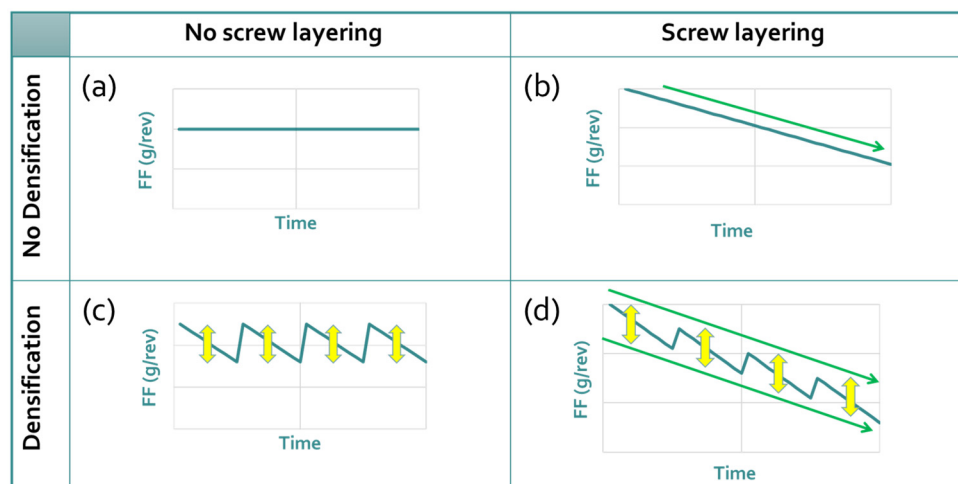 No screw layering
Screw layering
No Densification
(a)
FF (g/rev)
Time
(b)
FF (g/rev)
Time
Densification
(c)
FF (g/rev)
Time
(d)
FF (g/rev)
Time